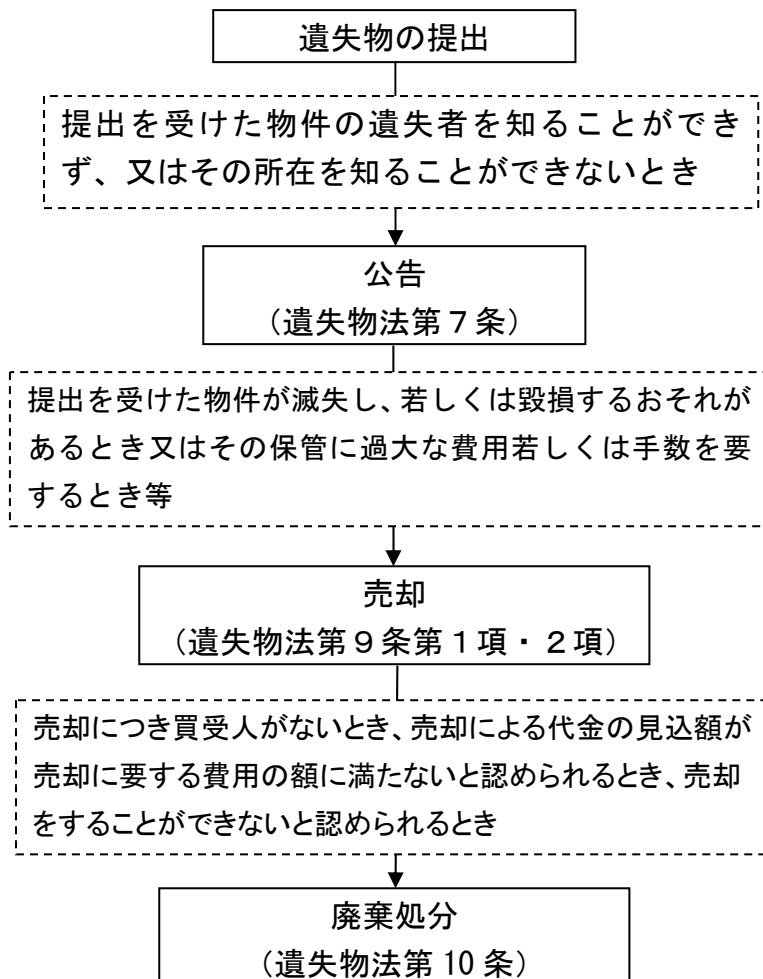 遺失物の提出
提出を受けた物件の遺失者を知ることができ
ず、又はその所在を知ることができないとき
公告
（遺失物法第７条）
提出を受けた物件が滅失し、若しくは毀損するおそれが
あるとき又はその保管に過大な費用若しくは手数を要
するとき等
売却
（遺失物法第９条第１項・２項）
売却につき買受人がないとき、売却による代金の見込額が
売却に要する費用の額に満たないと認められるとき、売却
をすることができないと認められるとき
廃棄処分
（遺失物法第 10 条）